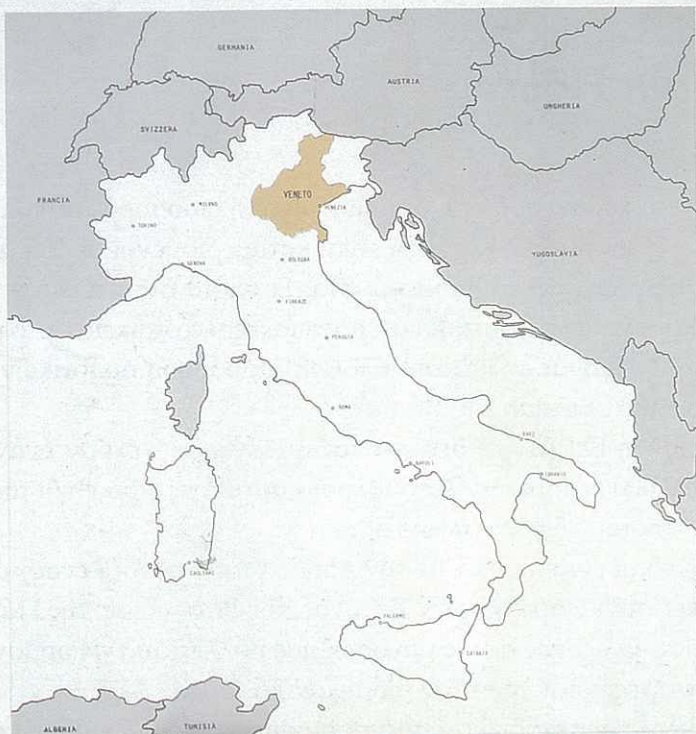 GERMANIA
AUSTRIA
UNGHERIA
SVIZZERA
FRANCIA
VENETO
MILANO
VENEZIA
TORINO
YUGOSLAVIA
GENOVA
BOLOGNA
FIRENZE
PERUGIA
ROMA
BARI
NAPOLI
TARANTO
CAGLIARI
PALERMO
CATANIA
ALGERIA
TUNISIA